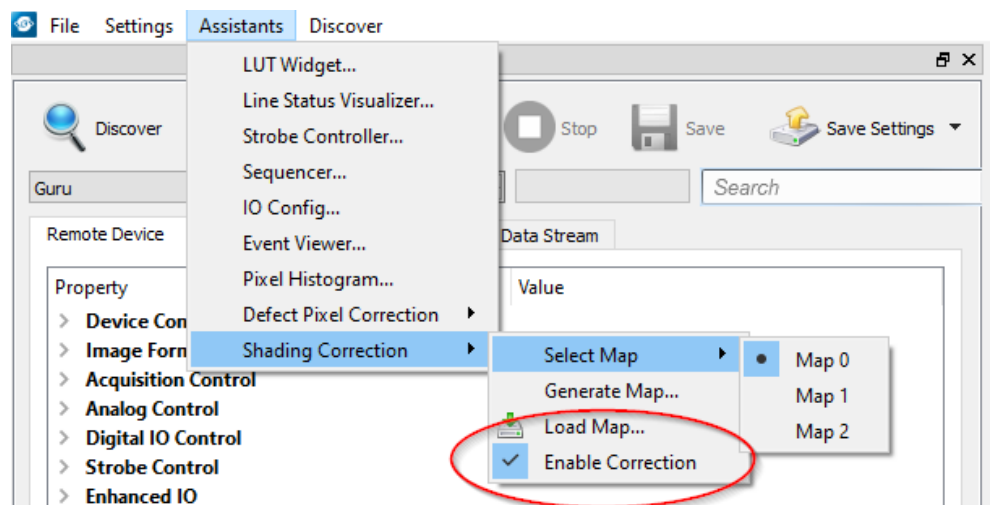 File Settings Assistants Discover
LUT Widget...
Line Status Visualizer...
Strobe Controller...
Sequencer...
IO Config...
Event Viewer...
Pixel Histogram...
Defect Pixel Correction
Shading Correction
Select Map
Generate Map...
Load Map...
Enable Correction
Map 0
Map 1
Map 2
Discover
Stop
Save
Save Settings
Guru
Search
Remote Device
Data Stream
Property
Value
Device Con
Image Form
Acquisition Control
Analog Control
Digital IO Control
Strobe Control
Enhanced IO